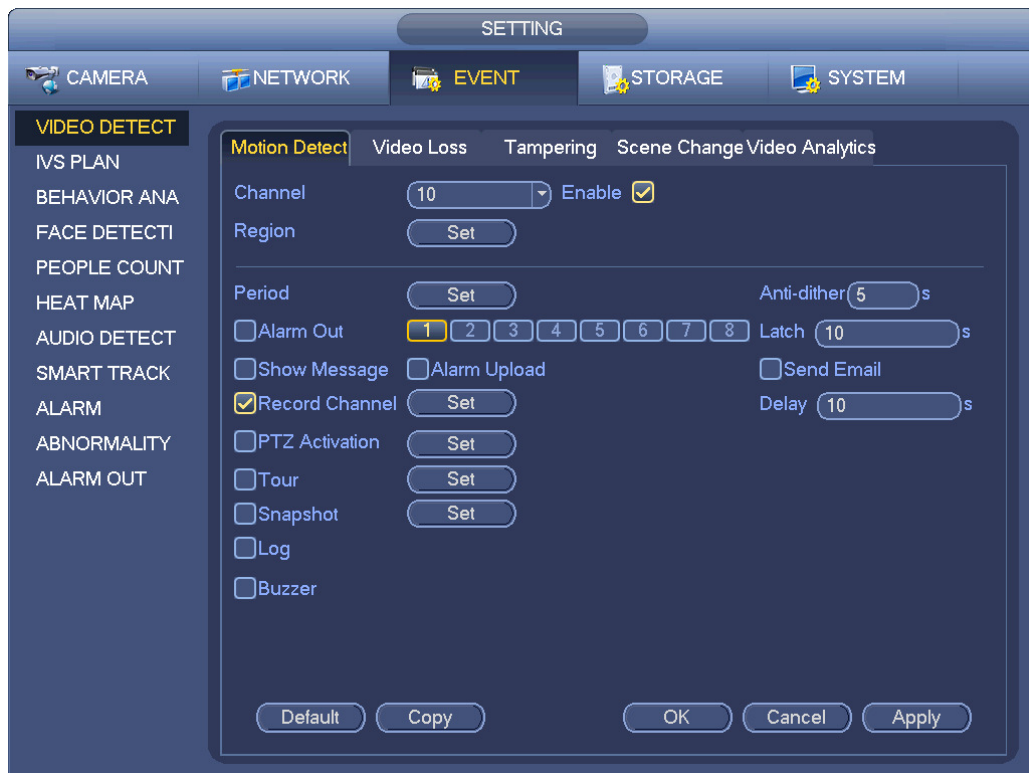 SETTING
CAMERA NETWORK EVENT STORAGE SYSTEM
VIDEO DETECT
IVS PLAN
BEHAVIOR ANA
FACE DETECTI
PEOPLE COUNT
HEAT MAP
AUDIO DETECT
SMART TRACK
ALARM
ABNORMALITY
ALARM OUT
Motion Detect Video Loss Tampering Scene Change Video Analytics
Channel 10 Enable
Region Set
Period Set Anti-dither 5 s
Alarm Out 1 2 3 4 5 6 7 8 Latch 10 s
Show Message Alarm Upload Send Email
Record Channel Set Delay 10 s
PTZ Activation Set
Tour Set
Snapshot Set
Log
Buzzer
Default Copy OK Cancel Apply